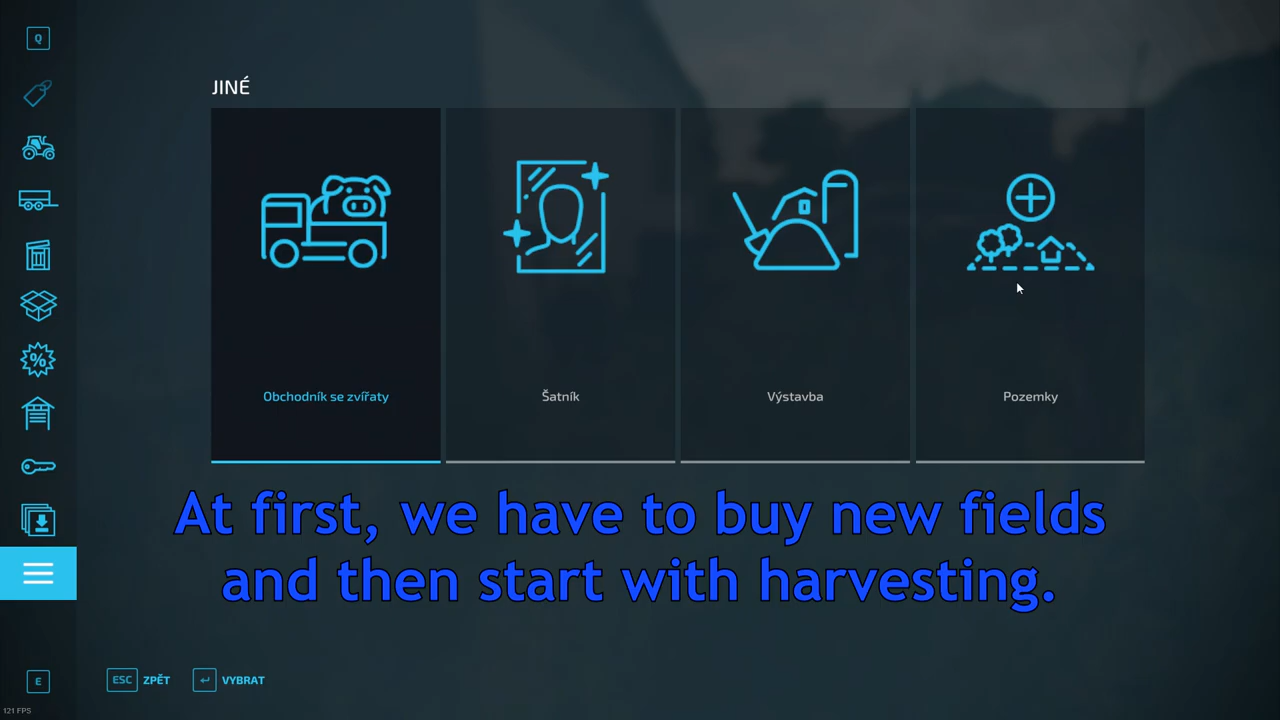 Q
JINÉ
Obchodník se zvířaty
Šatník
Výstavba
Pozemky
At first, we have to buy new fields
and then start with harvesting.
E
ESC ZPĚT
VYBRAT
121 FPS